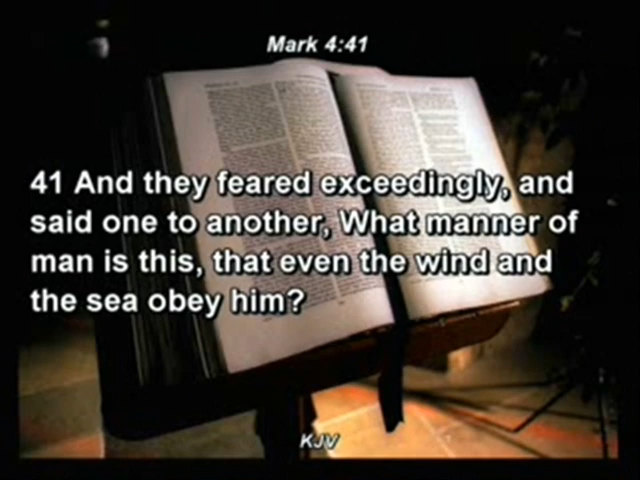 Mark 4:41
41 And they feared exceedingly, and
said one to another, What manner of
man is this, that even the wind and
the sea obey him?
KJV